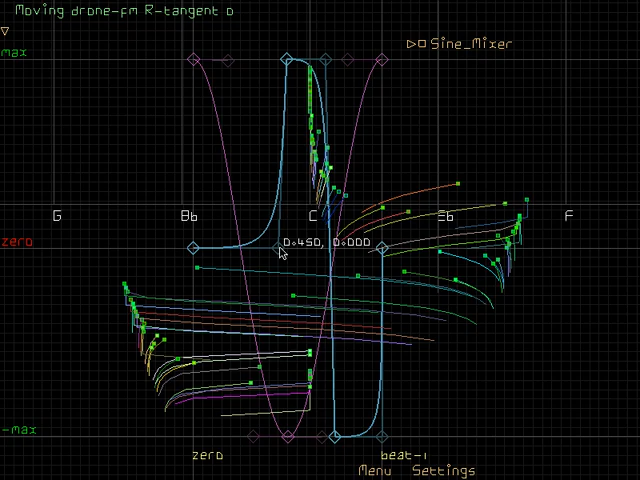 Moving drone-fm R-tangent 0
Sine_Mixer
max
G Bb C Eb F
zero 0.450, 0.000
-max
zero beat-1
Menu Settings